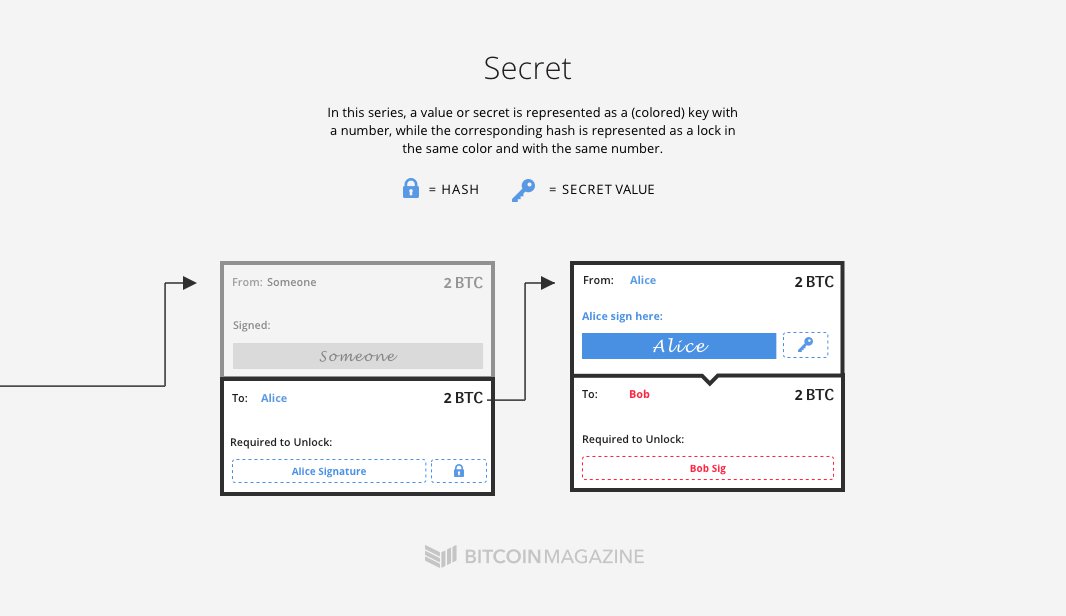 Secret
In this series, a value or secret is represented as a (colored) key with
a number, while the corresponding hash is represented as a lock in
the same color and with the same number.
= HASH
= SECRET VALUE
From: Someone
2 BTC
Signed:
Someone
To: Alice
2 BTC
Required to Unlock:
Alice Signature
From: Alice
2 BTC
Alice sign here:
Alice
To: Bob
2 BTC
Required to Unlock:
Bob Sig
BITCOINMAGAZINE